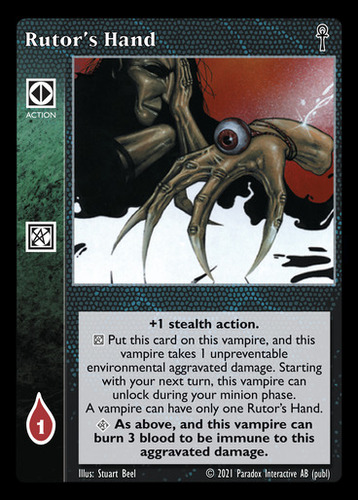 Rutor's Hand
ACTION
+1 stealth action.
Put this card on this vampire, and this
vampire takes 1 unpreventable
environmental aggravated damage. Starting
with your next turn, this vampire can
unlock during your minion phase.
A vampire can have only one Rutor's Hand.
As above, and this vampire can
burn 3 blood to be immune to this
aggravated damage.
1
Illus: Stuart Beel © 2021 Paradox Interactive AB (publ)